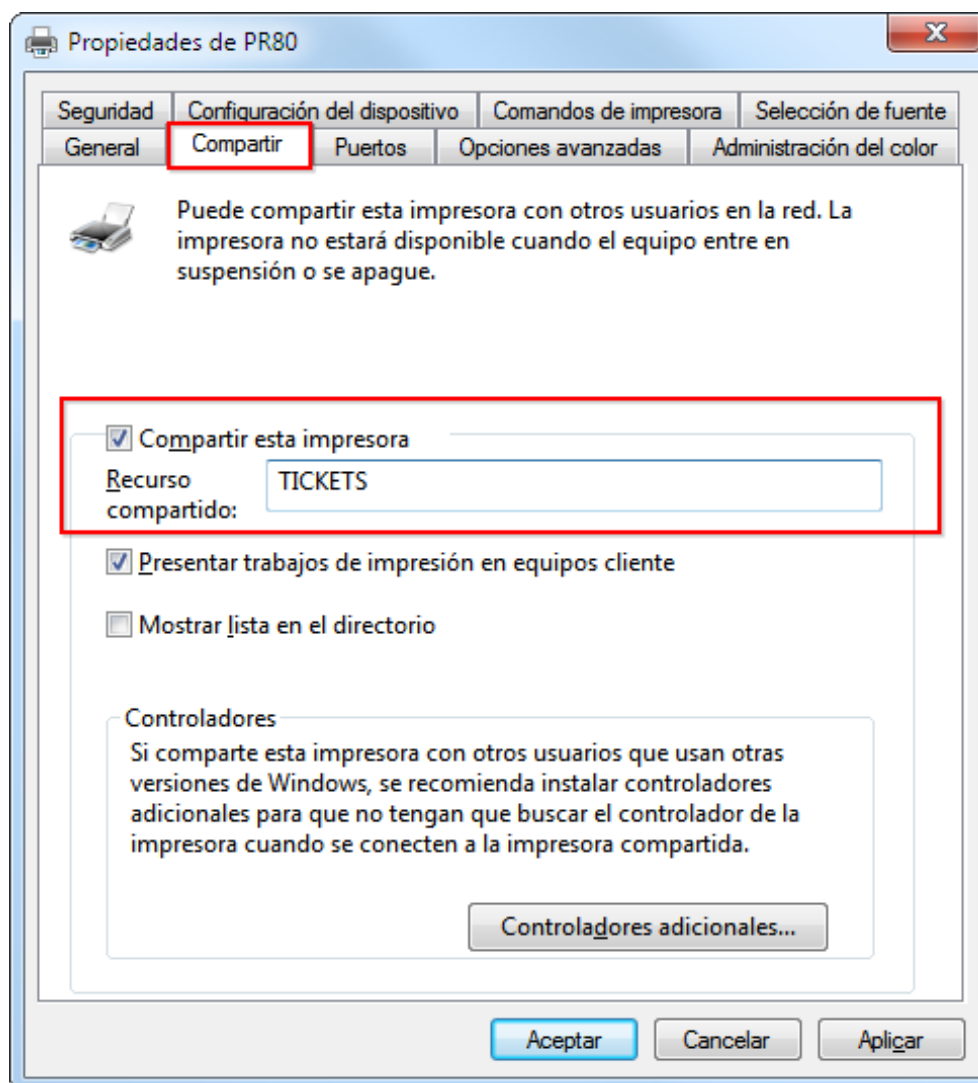 Propiedades de PR80
Seguridad Configuración del dispositivo Comandos de impresora Selección de fuente
General Compartir Puertos Opciones avanzadas Administración del color
Puede compartir esta impresora con otros usuarios en la red. La
impresora no estará disponible cuando el equipo entre en
suspensión o se apague.
Compartir esta impresora
Recurso
compartido:
TICKETS
Presentar trabajos de impresión en equipos cliente
Mostrar lista en el directorio
Controladores
Si comparte esta impresora con otros usuarios que usan otras
versiones de Windows, se recomienda instalar controladores
adicionales para que no tengan que buscar el controlador de la
impresora cuando se conecten a la impresora compartida.
Controladores adicionales...
Aceptar Cancelar Aplicar